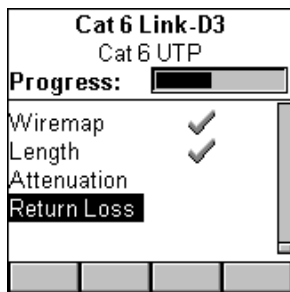 Cat 6 Link-D3
Cat 6 UTP
Progress:
Wiremap
Length
Attenuation
Return Loss